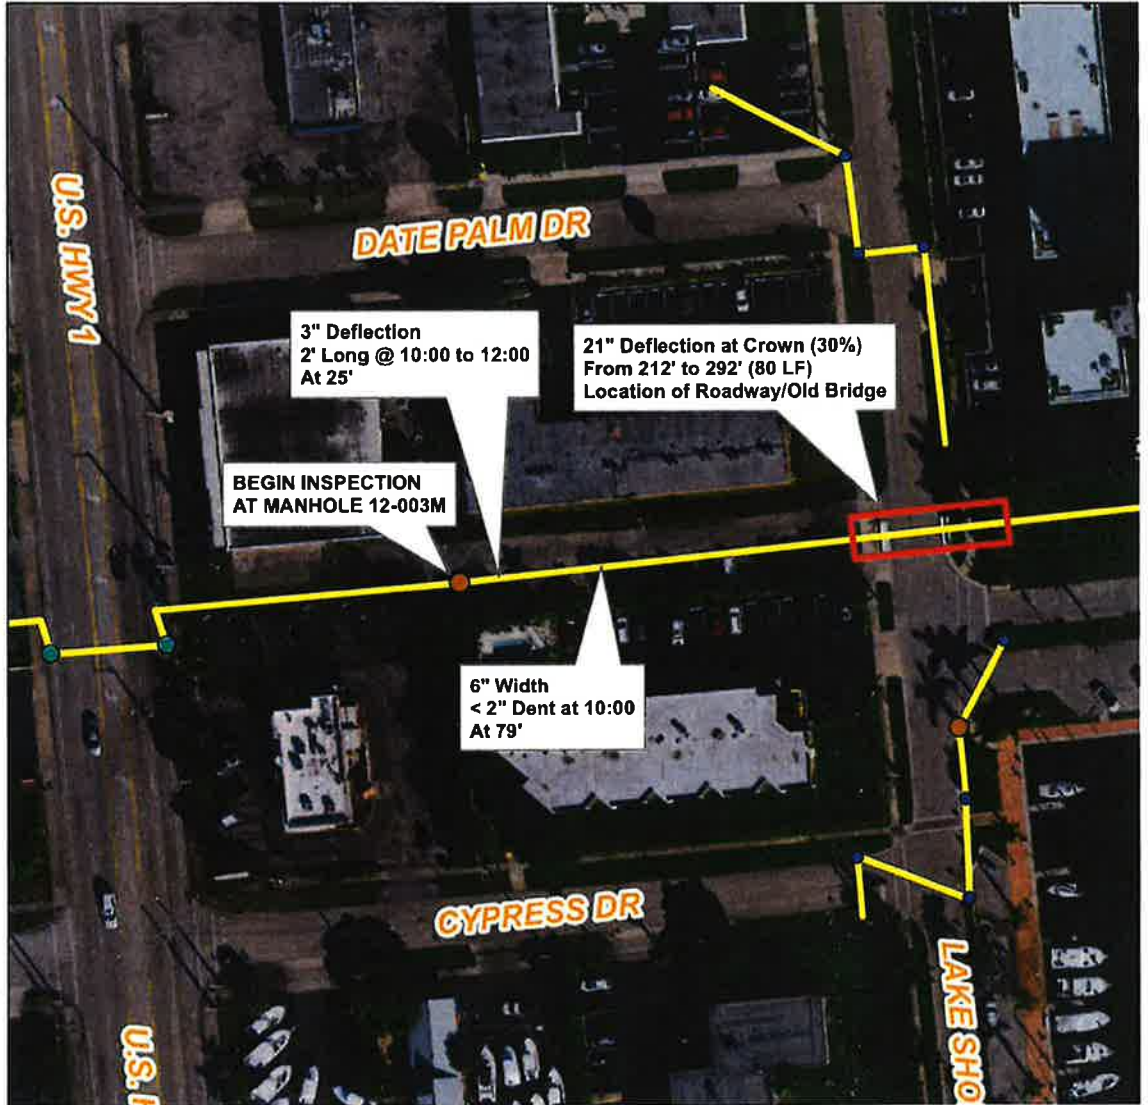 U.S. HWY 1
DATE PALM DR
3" Deflection
2' Long @ 10:00 to 12:00
At 25'
21" Deflection at Crown (30%)
From 212' to 292' (80 LF)
Location of Roadway/Old Bridge
BEGIN INSPECTION
AT MANHOLE 12-003M
6" Width
< 2" Dent at 10:00
At 79'
CYPRESS DR
LAKE SHO
U.S. H